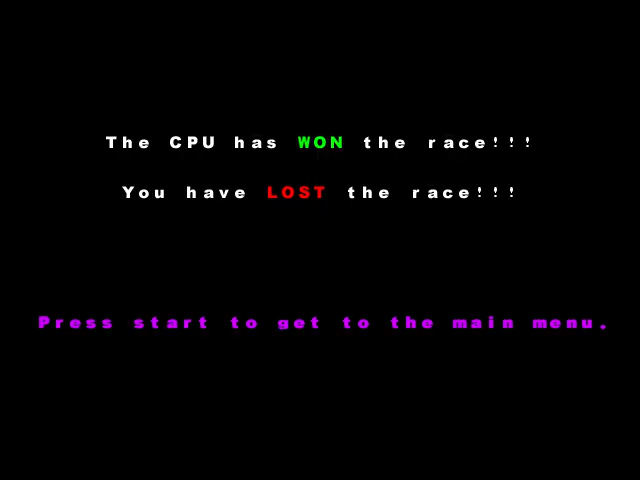 The CPU has WON the race!!!
You have LOST the race!!!
Press start to get to the main menu.